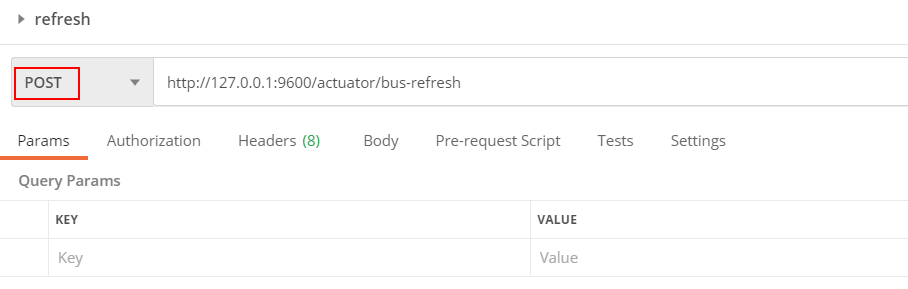 refresh
POST http://127.0.0.1:9600/actuator/bus-refresh
Params Authorization Headers (8) Body Pre-request Script Tests Settings
Query Params
KEY VALUE
Key Value